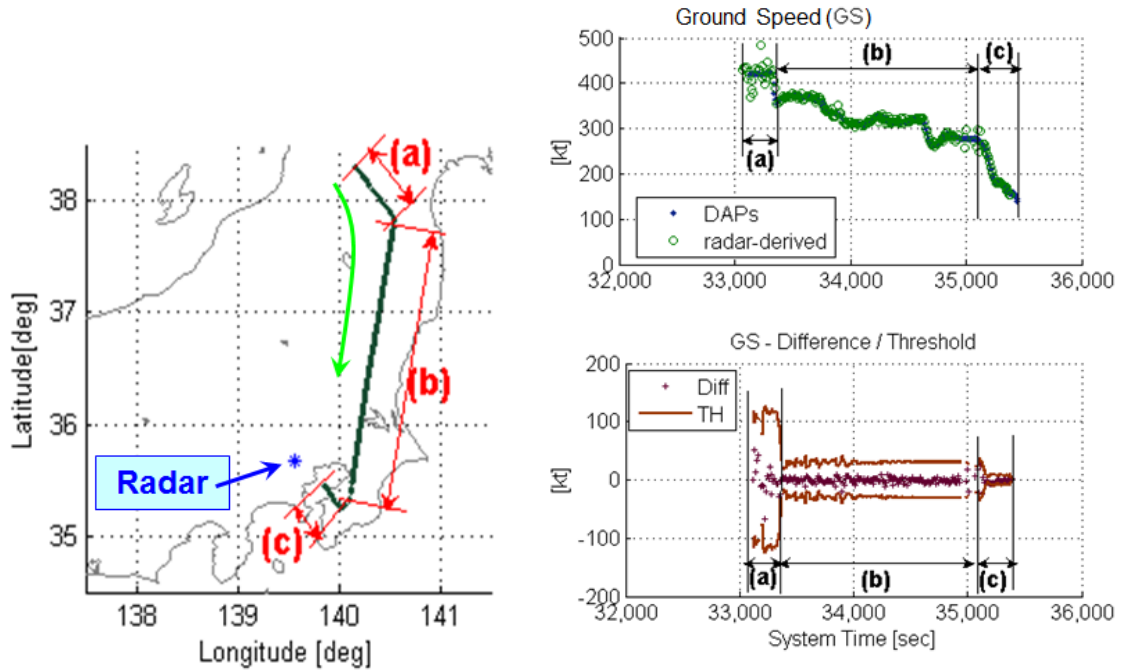 38
37
36
35
138
139
140
141
Latitude[deg]
Longitude [deg]
(a)
(b)
(c)
Radar
Ground Speed (GS)
500
400
300
200
100
0
[kt]
(a)
(b)
(c)
DAPs
radar-derived
32,000
33,000
34,000
35,000
36,000
GS - Difference / Threshold
200
100
0
-100
-200
[kt]
Diff
TH
(a)
(b)
(c)
32,000
33,000
34,000
35,000
36,000
System Time [sec]